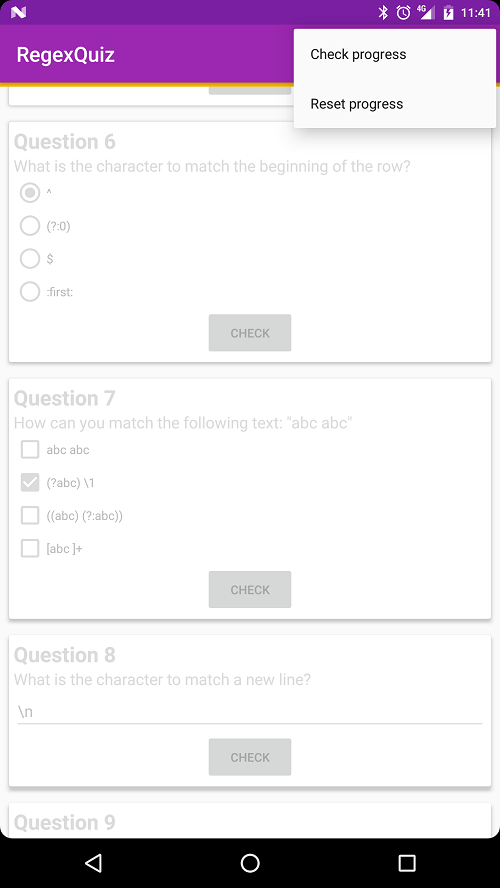 4G 11:41
RegexQuiz
Check progress
Reset progress
Question 6
What is the character to match the beginning of the row?
^
(?:0)
$
:first:
CHECK
Question 7
How can you match the following text: "abc abc"
abc abc
(?abc) \1
((abc) (?:abc))
[abc ]+
CHECK
Question 8
What is the character to match a new line?
\n
CHECK
Question 9